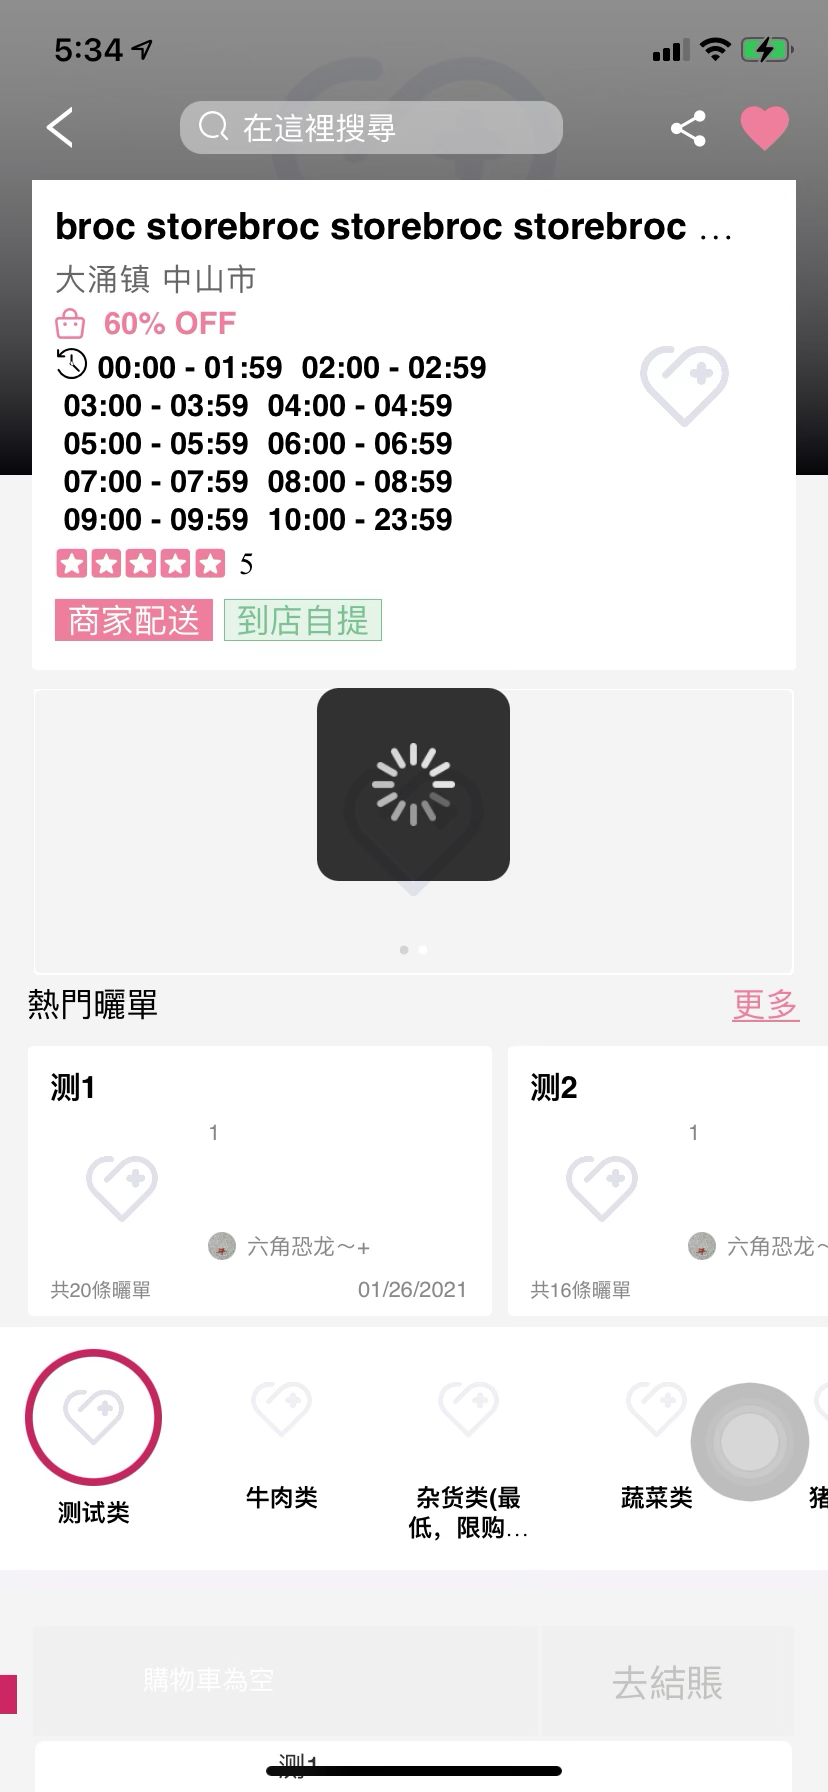 5:34
在這裡搜尋
broc storebroc storebroc storebroc ...
大涌镇 中山市
60% OFF
00:00 - 01:59 02:00 - 02:59
03:00 - 03:59 04:00 - 04:59
05:00 - 05:59 06:00 - 06:59
07:00 - 07:59 08:00 - 08:59
09:00 - 09:59 10:00 - 23:59
5
商家配送 到店自提
熱門曬單 更多
测1
1
六角恐龙～+
共20條曬單 01/26/2021
测2
1
六角恐龙～
共16條曬單
测试类
牛肉类
杂货类(最
低，限购...
蔬菜类
猪
購物車為空 去結賬
测1